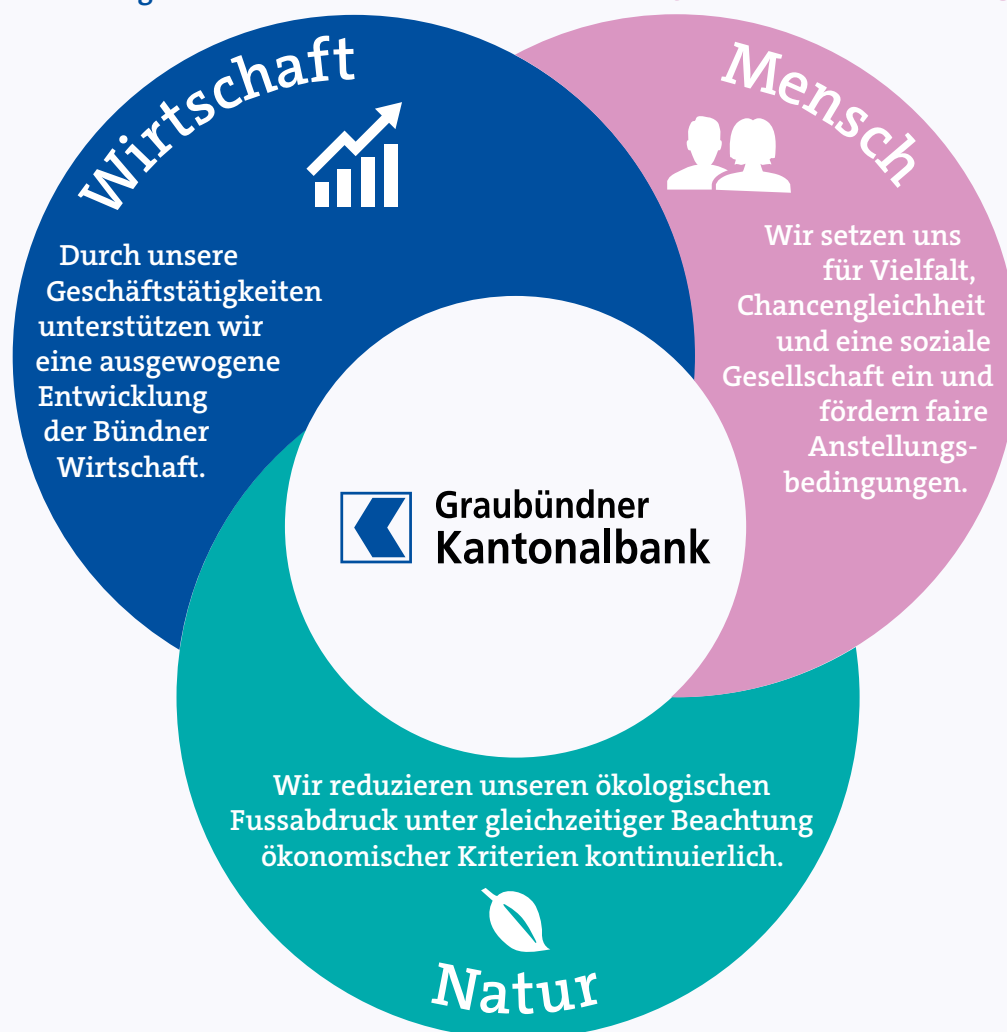 Wirtschaft
Durch unsere
Geschäftstätigkeiten
unterstützen wir
eine ausgewogene
Entwicklung
der Bündner
Wirtschaft.
Mensch
Wir setzen uns
für Vielfalt,
Chancengleichheit
und eine soziale
Gesellschaft ein und
fördern faire
Anstellungs-
bedingungen.
Graubündner
Kantonalbank
Wir reduzieren unseren ökologischen
Fussabdruck unter gleichzeitiger Beachtung
ökonomischer Kriterien kontinuierlich.
Natur